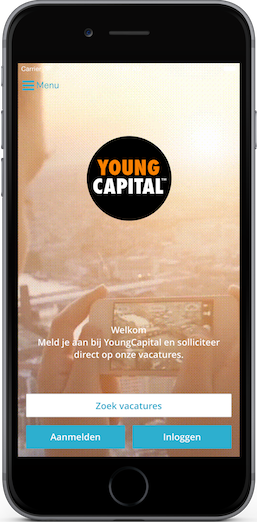 Carrier
Menu
YOUNG
CAPITAL™
Welkom
Meld je aan bij YoungCapital en solliciteer
direct op onze vacatures.
Zoek vacatures
Aanmelden
Inloggen